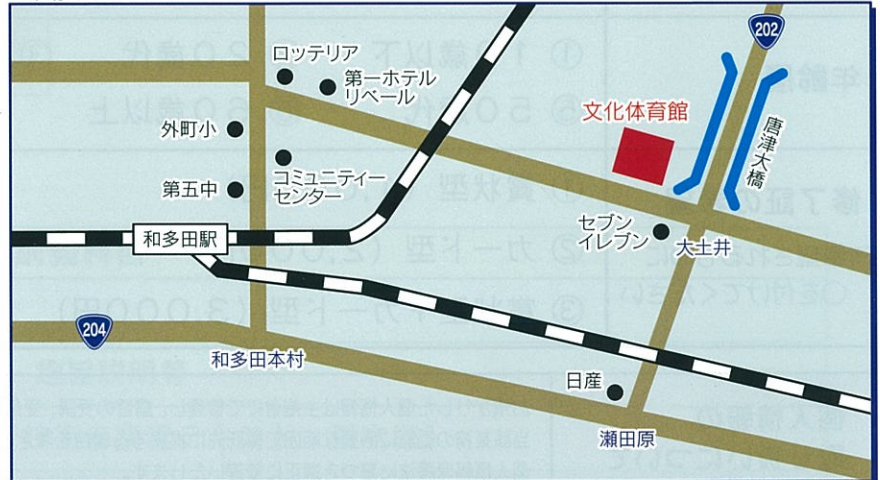 202
ロッテリア
第一ホテル
リベール
文化体育館
唐津大橋
外町小
コミュニティー
センター
第五中
セブン
イレブン
大土井
和多田駅
204
和多田本村
日産
瀬田原